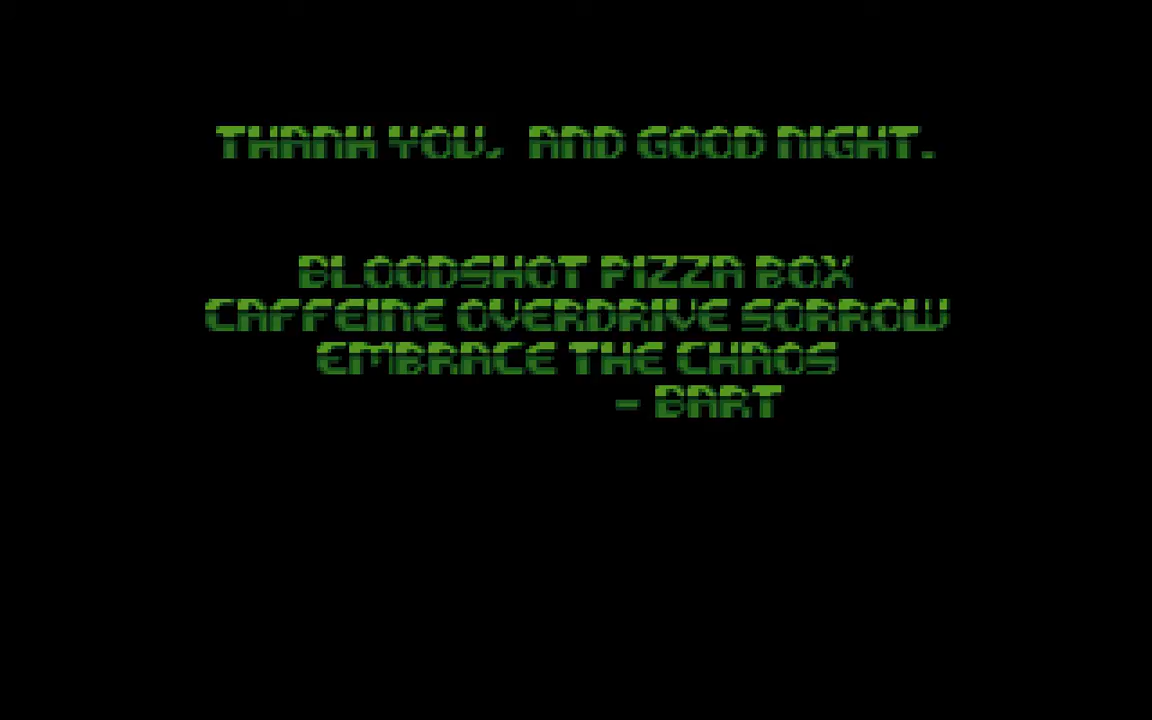 THANK YOU, AND GOOD NIGHT.
BLOODSHOT PIZZA BOX
CAFFEINE OVERDRIVE SORROW
EMBRACE THE CHAOS
- BART